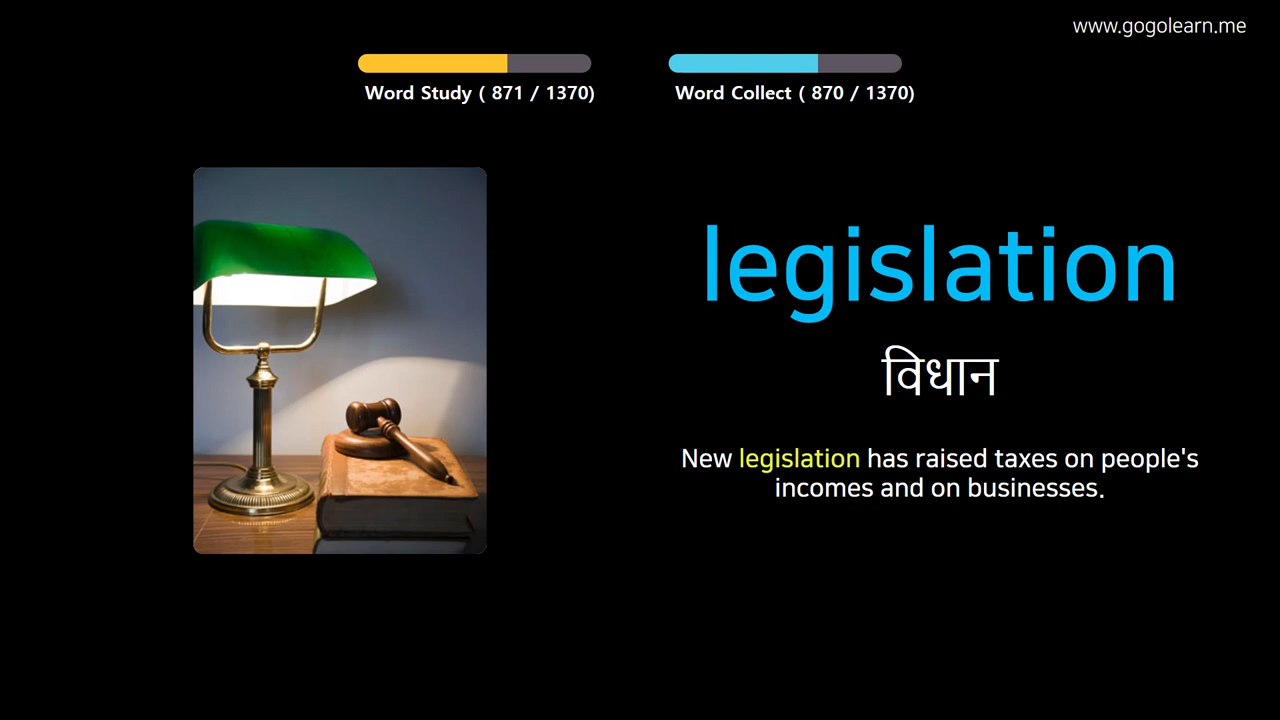 www.gogolearn.me
Word Study ( 871 / 1370)
Word Collect ( 870 / 1370)
legislation
विधान
New legislation has raised taxes on people's
incomes and on businesses.